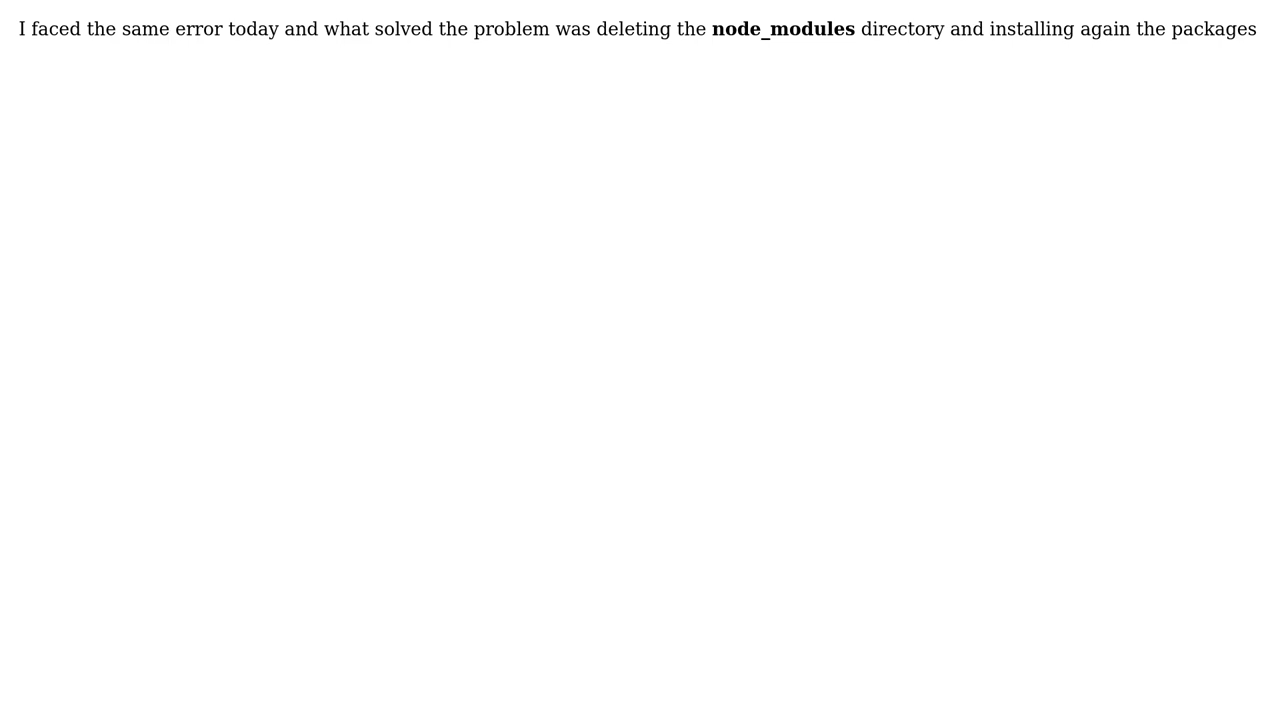 I faced the same error today and what solved the problem was deleting the node_modules directory and installing again the packages